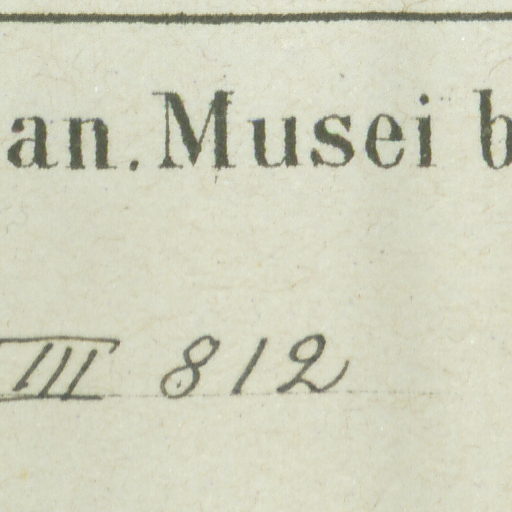 an. Musei b
III 812